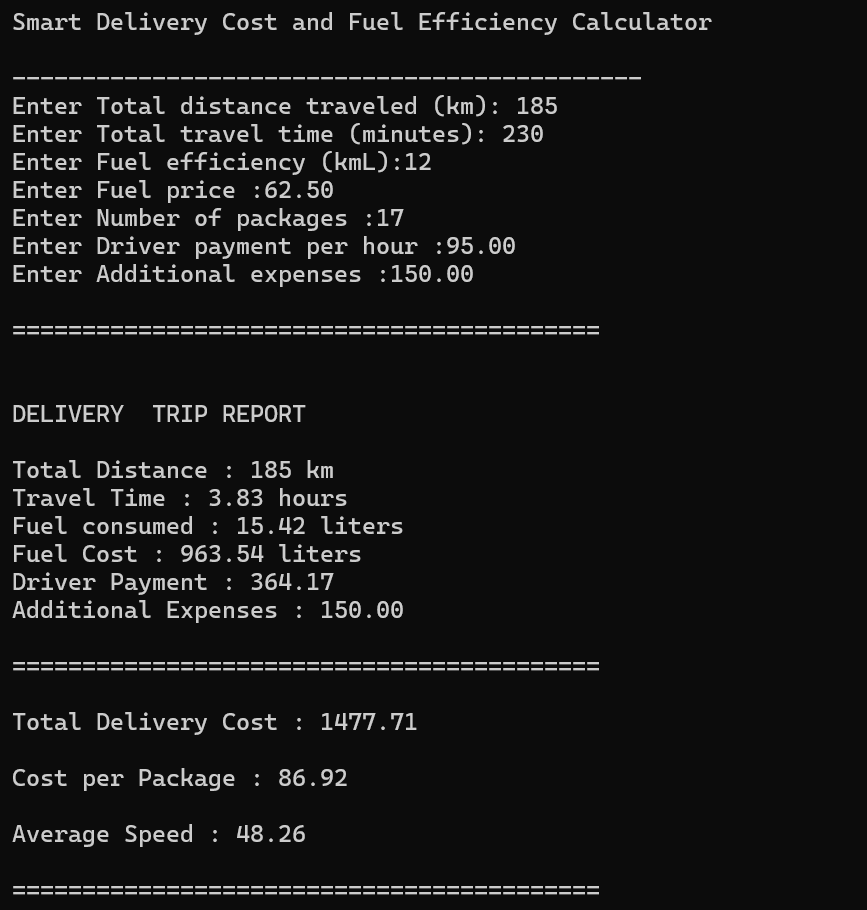 Smart Delivery Cost and Fuel Efficiency Calculator
---------------------------------------------
Enter Total distance traveled (km): 185
Enter Total travel time (minutes): 230
Enter Fuel efficiency (kmL):12
Enter Fuel price :62.50
Enter Number of packages :17
Enter Driver payment per hour :95.00
Enter Additional expenses :150.00
==========================================
DELIVERY  TRIP REPORT
Total Distance : 185 km
Travel Time : 3.83 hours
Fuel consumed : 15.42 liters
Fuel Cost : 963.54 liters
Driver Payment : 364.17
Additional Expenses : 150.00
==========================================
Total Delivery Cost : 1477.71
Cost per Package : 86.92
Average Speed : 48.26
==========================================